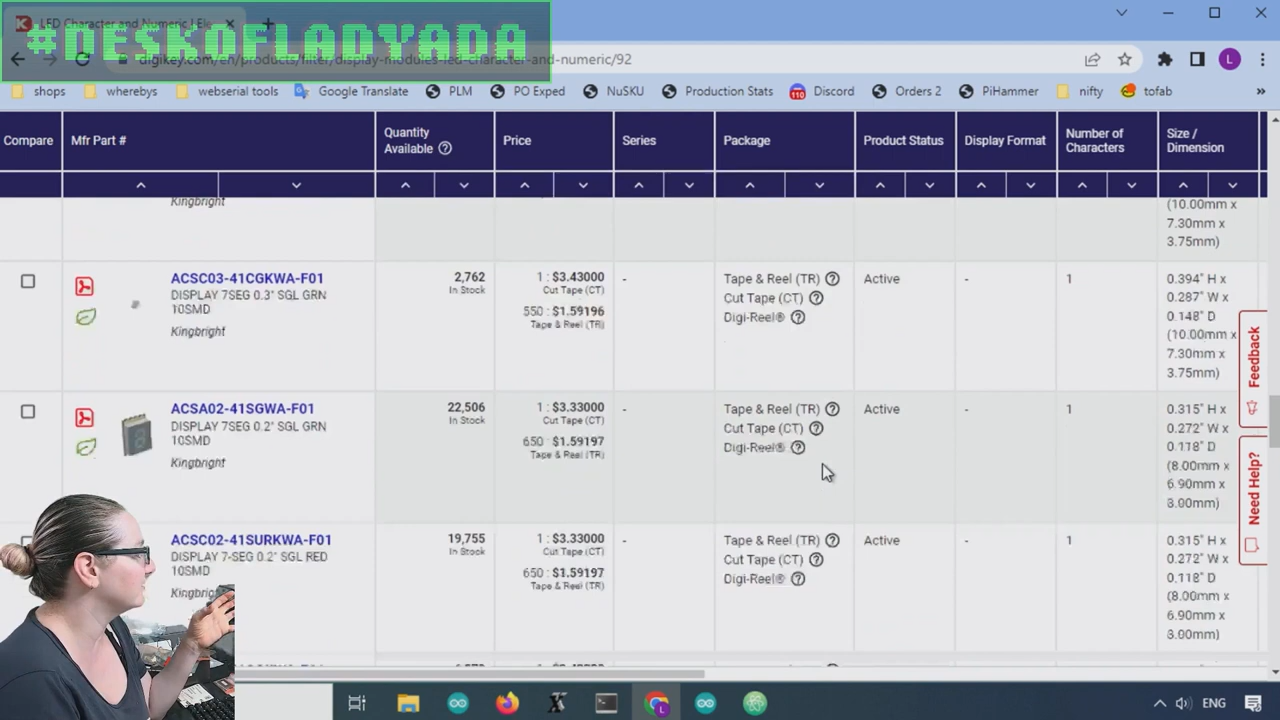 LED Character and Numeric | Ele
#DESKOFLADYADA
digikey.com/en/products/filter/display-modules-led-character-and-numeric/92
L
shops
whereby
webserial tools
Google Translate
PLM
PO Exped
NuSKU
Production Stats
110
Discord
Orders 2
PiHammer
nifty
tofab
»
Compare
Mfr Part #
Quantity
Available
Price
Series
Package
Product Status
Display Format
Number of
Characters
Size /
Dimension
Kingbright
(10.00mm x
7.30mm x
3.75mm)
ACSC03-41CGKWA-F01
DISPLAY 7SEG 0.3" SGL GRN
10SMD
Kingbright
2,762
In Stock
1 : $3.43000
Cut Tape (CT)
550 : $1.59196
Tape & Reel (TR)
-
Tape & Reel (TR)
Cut Tape (CT)
Digi-Reel®
Active
-
1
0.394" H x
0.287" W x
0.148" D
(10.00mm x
7.30mm x
3.75mm)
ACSA02-41SGWA-F01
DISPLAY 7SEG 0.2" SGL GRN
10SMD
Kingbright
22,506
In Stock
1 : $3.33000
Cut Tape (CT)
650 : $1.59197
Tape & Reel (TR)
-
Tape & Reel (TR)
Cut Tape (CT)
Digi-Reel®
Active
-
1
0.315" H x
0.272" W x
0.118" D
(8.00mm x
6.90mm x
3.00mm)
ACSC02-41SURKWA-F01
DISPLAY 7-SEG 0.2" SGL RED
10SMD
Kingbright
19,755
In Stock
1 : $3.33000
Cut Tape (CT)
650 : $1.59197
Tape & Reel (TR)
-
Tape & Reel (TR)
Cut Tape (CT)
Digi-Reel®
Active
-
1
0.315" H x
0.272" W x
0.118" D
(8.00mm x
6.90mm x
3.00mm)
Feedback
Need Help?
ENG